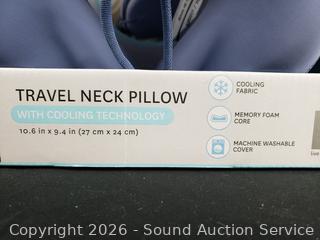 TRAVEL NECK PILLOW
WITH COOLING TECHNOLOGY
10.6 in x 9.4 in (27 cm x 24 cm)
COOLING
FABRIC
MEMORY FOAM
CORE
MACHINE WASHABLE
COVER
live
Copyright 2026 - Sound Auction Service